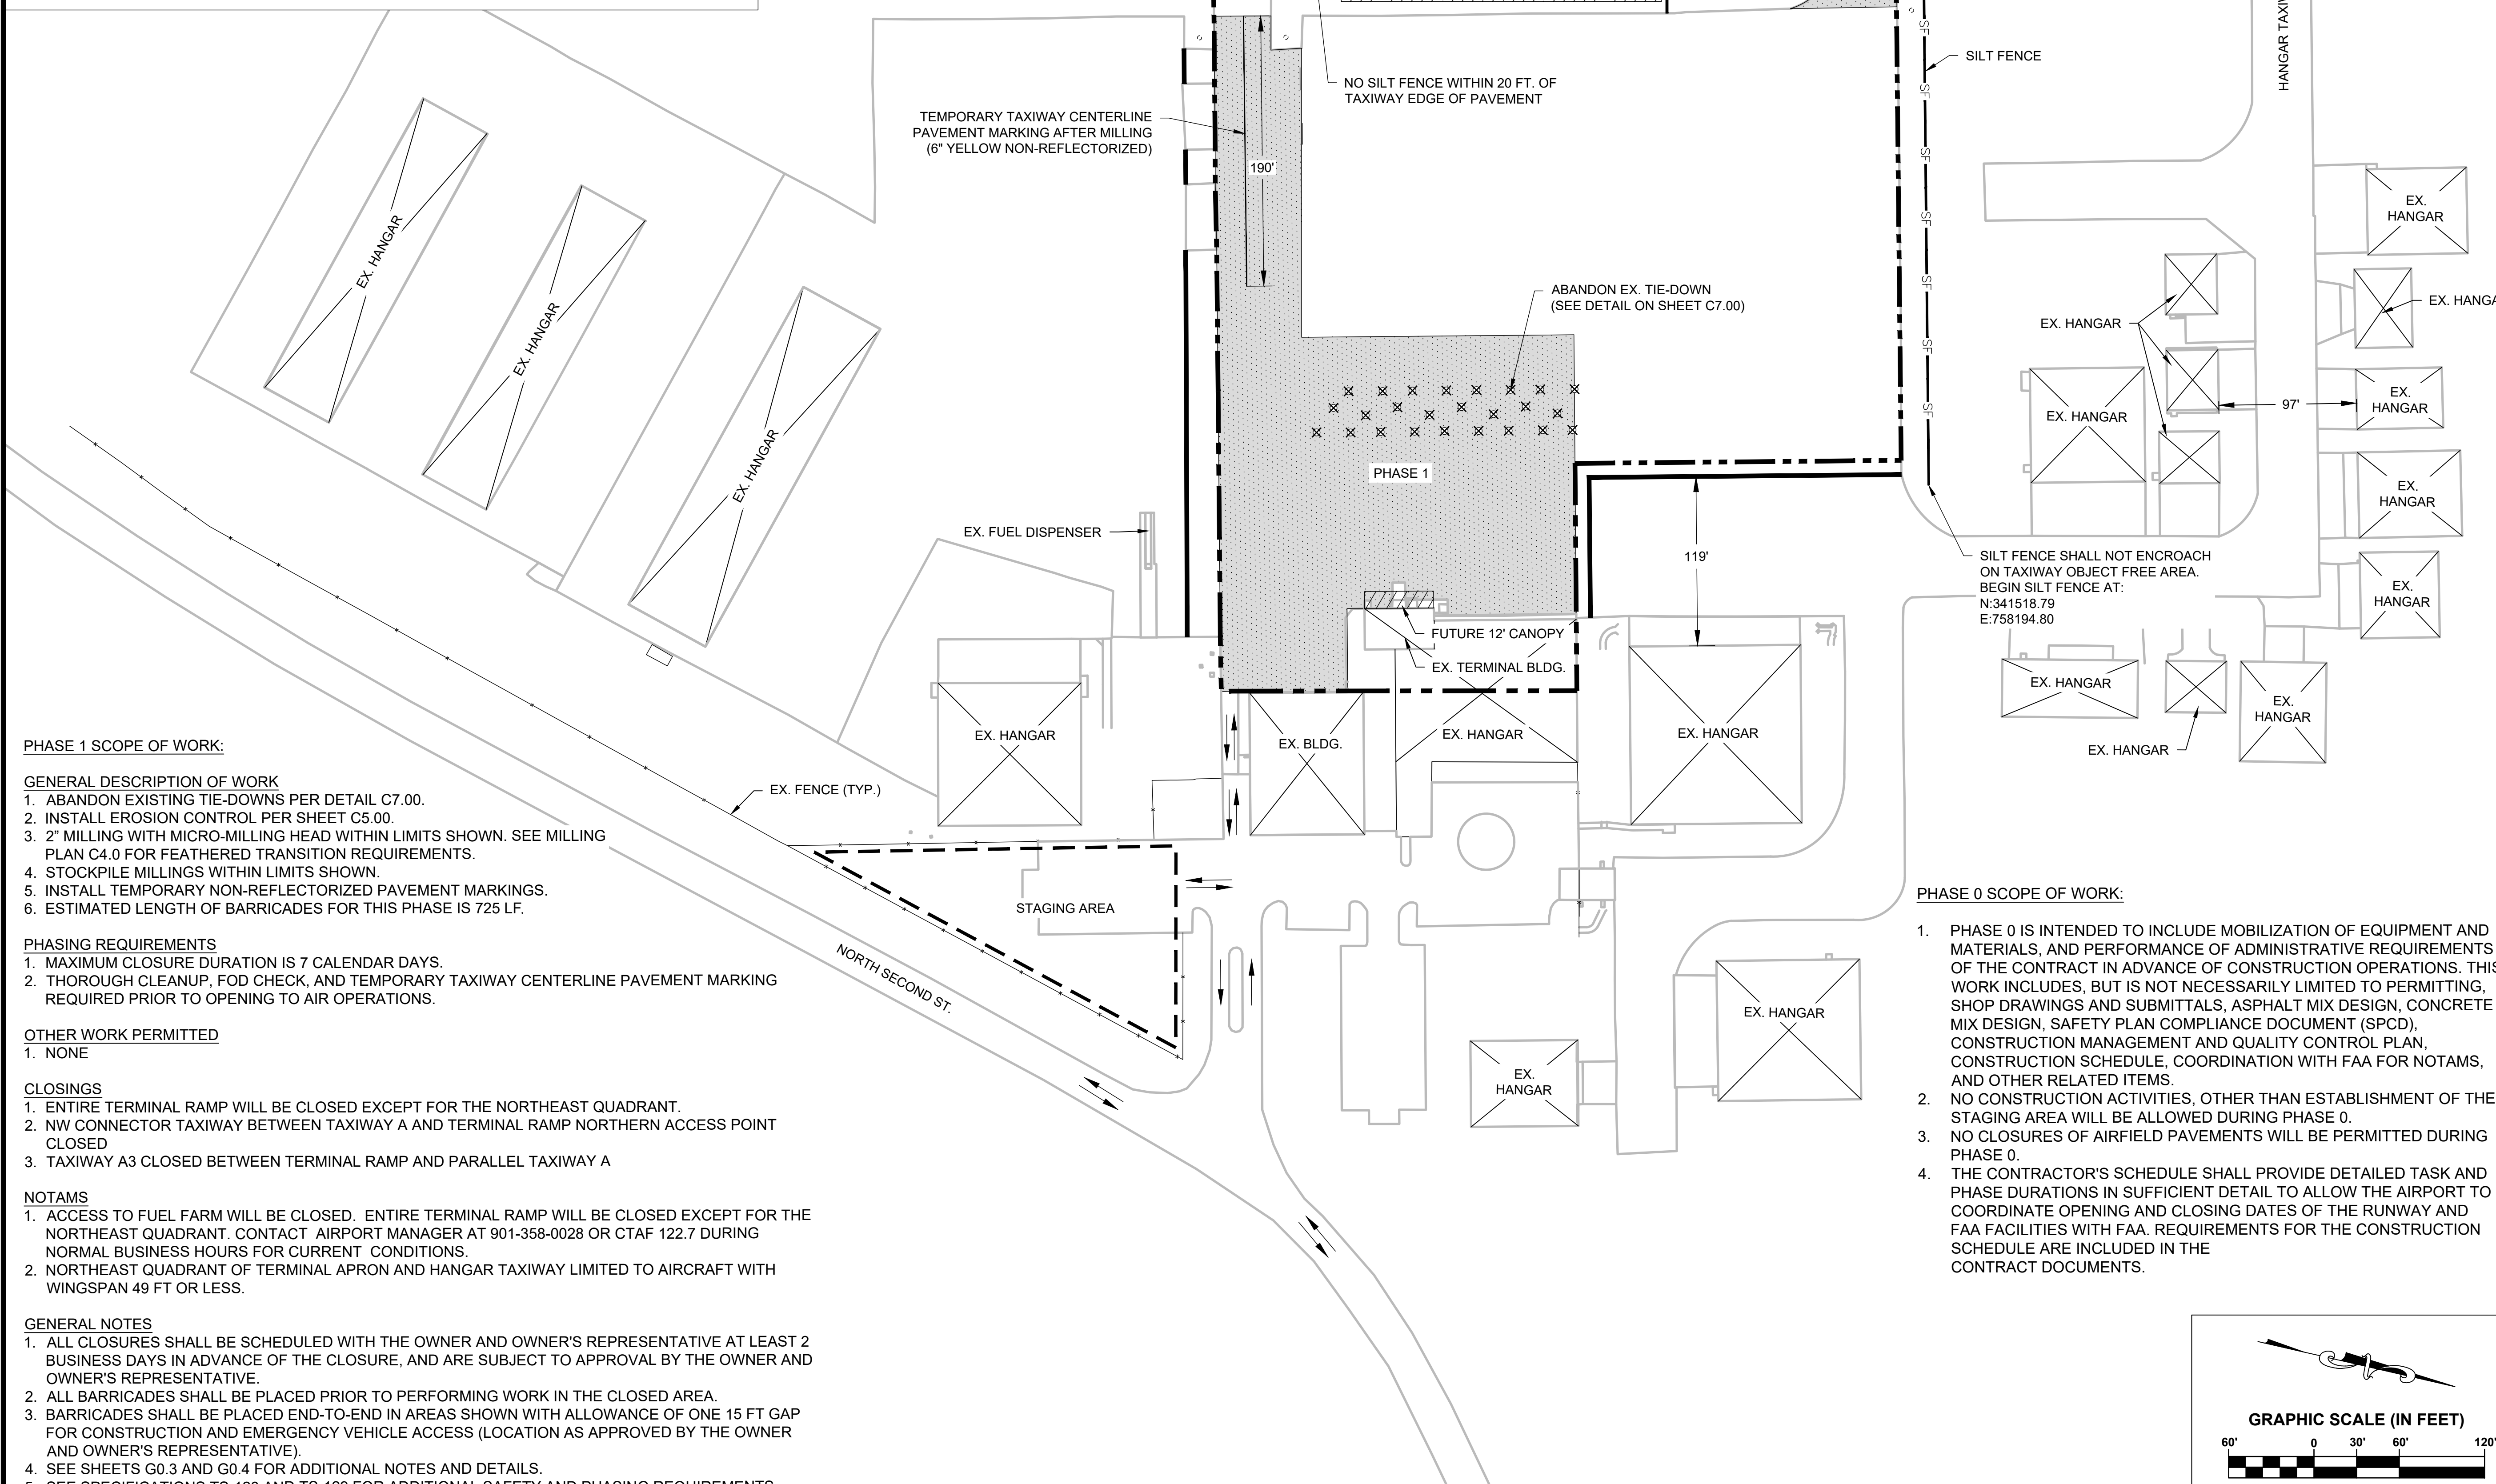 HANGAR
SILT FENCE
SF
SF
SF
SF
SF
SF
SF
NO SILT FENCE WITHIN 20 FT. OF
TAXIWAY EDGE OF PAVEMENT
TEMPORARY TAXIWAY CENTERLINE
PAVEMENT MARKING AFTER MILLING
(6" YELLOW NON-REFLECTORIZED)
190'
ABANDON EX. TIE-DOWN
(SEE DETAIL ON SHEET C7.00)
EX. HANGAR
EX. HANGAR
EX. HANGAR
PHASE 1
EX.
HANGAR
EX. HANGAR
EX.
HANGAR
97'
EX. HANGAR
EX.
HANGAR
EX.
HANGAR
EX. FUEL DISPENSER
119'
SILT FENCE SHALL NOT ENCROACH
ON TAXIWAY OBJECT FREE AREA.
BEGIN SILT FENCE AT:
N:341518.79
E:758194.80
FUTURE 12' CANOPY
EX. TERMINAL BLDG.
EX. HANGAR
EX. BLDG.
EX. HANGAR
EX. HANGAR
EX. HANGAR
EX. HANGAR
EX.
HANGAR
EX. FENCE (TYP.)
STAGING AREA
NORTH SECOND ST.
EX. HANGAR
EX.
HANGAR
PHASE 1 SCOPE OF WORK:
GENERAL DESCRIPTION OF WORK
1. ABANDON EXISTING TIE-DOWNS PER DETAIL C7.00.
2. INSTALL EROSION CONTROL PER SHEET C5.00.
3. 2” MILLING WITH MICRO-MILLING HEAD WITHIN LIMITS SHOWN. SEE MILLING
PLAN C4.0 FOR FEATHERED TRANSITION REQUIREMENTS.
4. STOCKPILE MILLINGS WITHIN LIMITS SHOWN.
5. INSTALL TEMPORARY NON-REFLECTORIZED PAVEMENT MARKINGS.
6. ESTIMATED LENGTH OF BARRICADES FOR THIS PHASE IS 725 LF.
PHASING REQUIREMENTS
1. MAXIMUM CLOSURE DURATION IS 7 CALENDAR DAYS.
2. THOROUGH CLEANUP, FOD CHECK, AND TEMPORARY TAXIWAY CENTERLINE PAVEMENT MARKING
REQUIRED PRIOR TO OPENING TO AIR OPERATIONS.
OTHER WORK PERMITTED
1. NONE
CLOSINGS
1. ENTIRE TERMINAL RAMP WILL BE CLOSED EXCEPT FOR THE NORTHEAST QUADRANT.
2. NW CONNECTOR TAXIWAY BETWEEN TAXIWAY A AND TERMINAL RAMP NORTHERN ACCESS POINT
CLOSED
3. TAXIWAY A3 CLOSED BETWEEN TERMINAL RAMP AND PARALLEL TAXIWAY A
NOTAMS
1. ACCESS TO FUEL FARM WILL BE CLOSED. ENTIRE TERMINAL RAMP WILL BE CLOSED EXCEPT FOR THE
NORTHEAST QUADRANT. CONTACT AIRPORT MANAGER AT 901-358-0028 OR CTAF 122.7 DURING
NORMAL BUSINESS HOURS FOR CURRENT CONDITIONS.
2. NORTHEAST QUADRANT OF TERMINAL APRON AND HANGAR TAXIWAY LIMITED TO AIRCRAFT WITH
WINGSPAN 49 FT OR LESS.
GENERAL NOTES
1. ALL CLOSURES SHALL BE SCHEDULED WITH THE OWNER AND OWNER'S REPRESENTATIVE AT LEAST 2
BUSINESS DAYS IN ADVANCE OF THE CLOSURE, AND ARE SUBJECT TO APPROVAL BY THE OWNER AND
OWNER'S REPRESENTATIVE.
2. ALL BARRICADES SHALL BE PLACED PRIOR TO PERFORMING WORK IN THE CLOSED AREA.
3. BARRICADES SHALL BE PLACED END-TO-END IN AREAS SHOWN WITH ALLOWANCE OF ONE 15 FT GAP
FOR CONSTRUCTION AND EMERGENCY VEHICLE ACCESS (LOCATION AS APPROVED BY THE OWNER
AND OWNER'S REPRESENTATIVE).
4. SEE SHEETS G0.3 AND G0.4 FOR ADDITIONAL NOTES AND DETAILS.
PHASE 0 SCOPE OF WORK:
1. PHASE 0 IS INTENDED TO INCLUDE MOBILIZATION OF EQUIPMENT AND
MATERIALS, AND PERFORMANCE OF ADMINISTRATIVE REQUIREMENTS
OF THE CONTRACT IN ADVANCE OF CONSTRUCTION OPERATIONS. THIS
WORK INCLUDES, BUT IS NOT NECESSARILY LIMITED TO PERMITTING,
SHOP DRAWINGS AND SUBMITTALS, ASPHALT MIX DESIGN, CONCRETE
MIX DESIGN, SAFETY PLAN COMPLIANCE DOCUMENT (SPCD),
CONSTRUCTION MANAGEMENT AND QUALITY CONTROL PLAN,
CONSTRUCTION SCHEDULE, COORDINATION WITH FAA FOR NOTAMS,
AND OTHER RELATED ITEMS.
2. NO CONSTRUCTION ACTIVITIES, OTHER THAN ESTABLISHMENT OF THE
STAGING AREA WILL BE ALLOWED DURING PHASE 0.
3. NO CLOSURES OF AIRFIELD PAVEMENTS WILL BE PERMITTED DURING
PHASE 0.
4. THE CONTRACTOR'S SCHEDULE SHALL PROVIDE DETAILED TASK AND
PHASE DURATIONS IN SUFFICIENT DETAIL TO ALLOW THE AIRPORT TO
COORDINATE OPENING AND CLOSING DATES OF THE RUNWAY AND
FAA FACILITIES WITH FAA. REQUIREMENTS FOR THE CONSTRUCTION
SCHEDULE ARE INCLUDED IN THE
CONTRACT DOCUMENTS.
GRAPHIC SCALE (IN FEET)
60' 0 30' 60' 120'